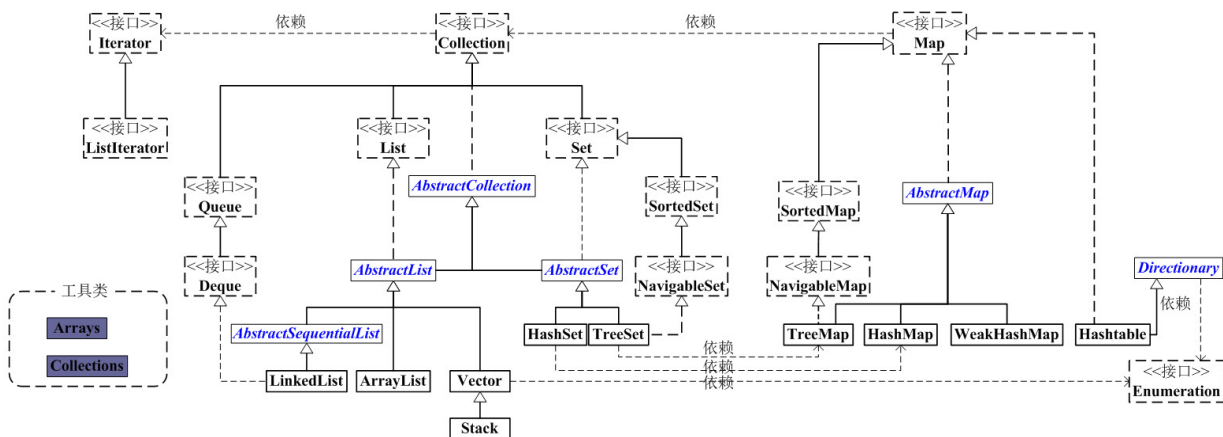 <<接口>>
Iterator
依赖
<<接口>>
Collection
依赖
<<接口>>
Map
<<接口>>
ListIterator
<<接口>>
List
<<接口>>
Set
<<接口>>
Queue
AbstractCollection
<<接口>>
SortedSet
<<接口>>
SortedMap
AbstractMap
<<接口>>
Deque
AbstractList
AbstractSet
<<接口>>
NavigableSet
<<接口>>
NavigableMap
Directionary
依赖
工具类
Arrays
Collections
AbstractSequentialList
HashSet
TreeSet
TreeMap
HashMap
WeakHashMap
Hashtable
依赖
依赖
依赖
LinkedList
ArrayList
Vector
<<接口>>
Enumeration
Stack